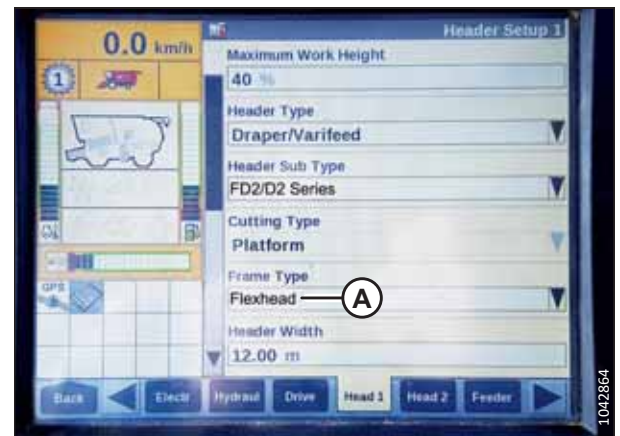 0.0 km/h
Header Setup 1
1
Maximum Work Height
40 %
Header Type
Draper/Varifeed
Header Sub Type
FD2/D2 Series
Cutting Type
Platform
Frame Type
Flexhead
A
Header Width
12.00 m
GPS
Back
Electr
Hydraul
Drive
Head 1
Head 2
Feeder
1042864